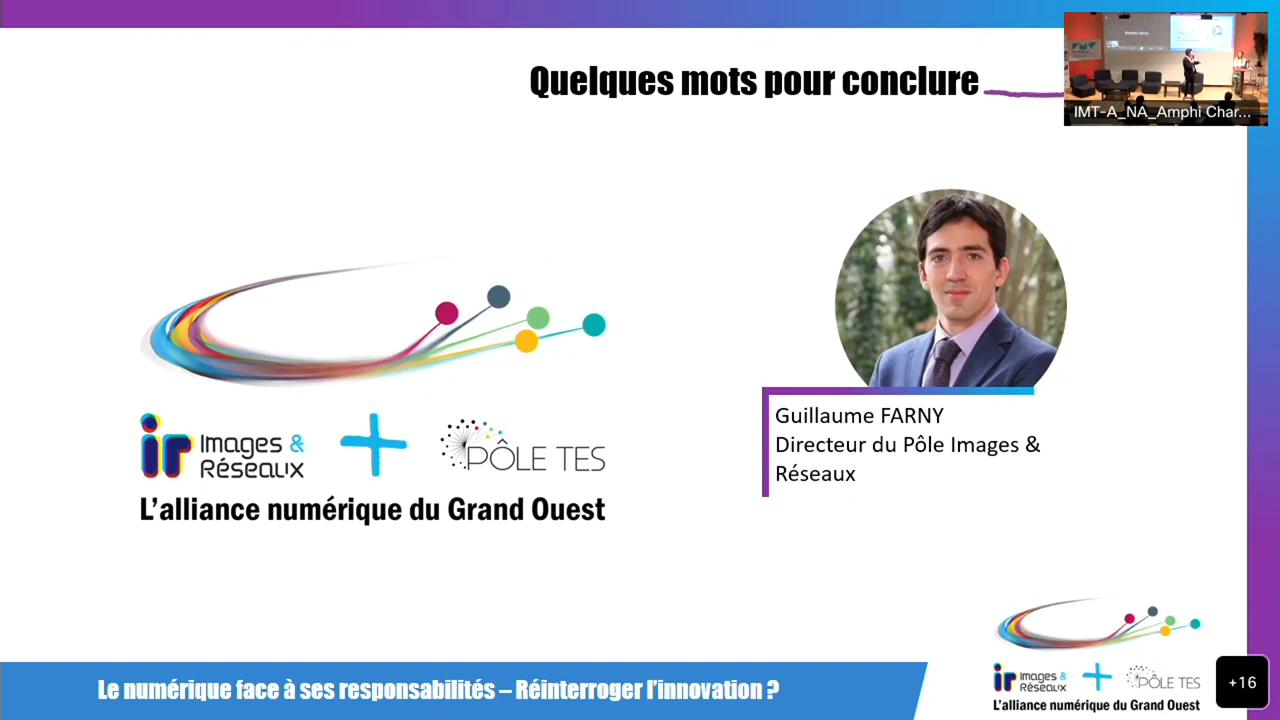 Quelques mots pour conclure
IMT-A_NA_Amphi Char...
Guillaume FARNY
Directeur du Pôle Images &
Réseaux
ir Images &
Réseaux
PÔLE TES
L'alliance numérique du Grand Ouest
Le numérique face à ses responsabilités – Réinterroger l'innovation ?
ir Images &
Réseaux
PÔLE TES
L'alliance numérique du Grand Ouest
+16